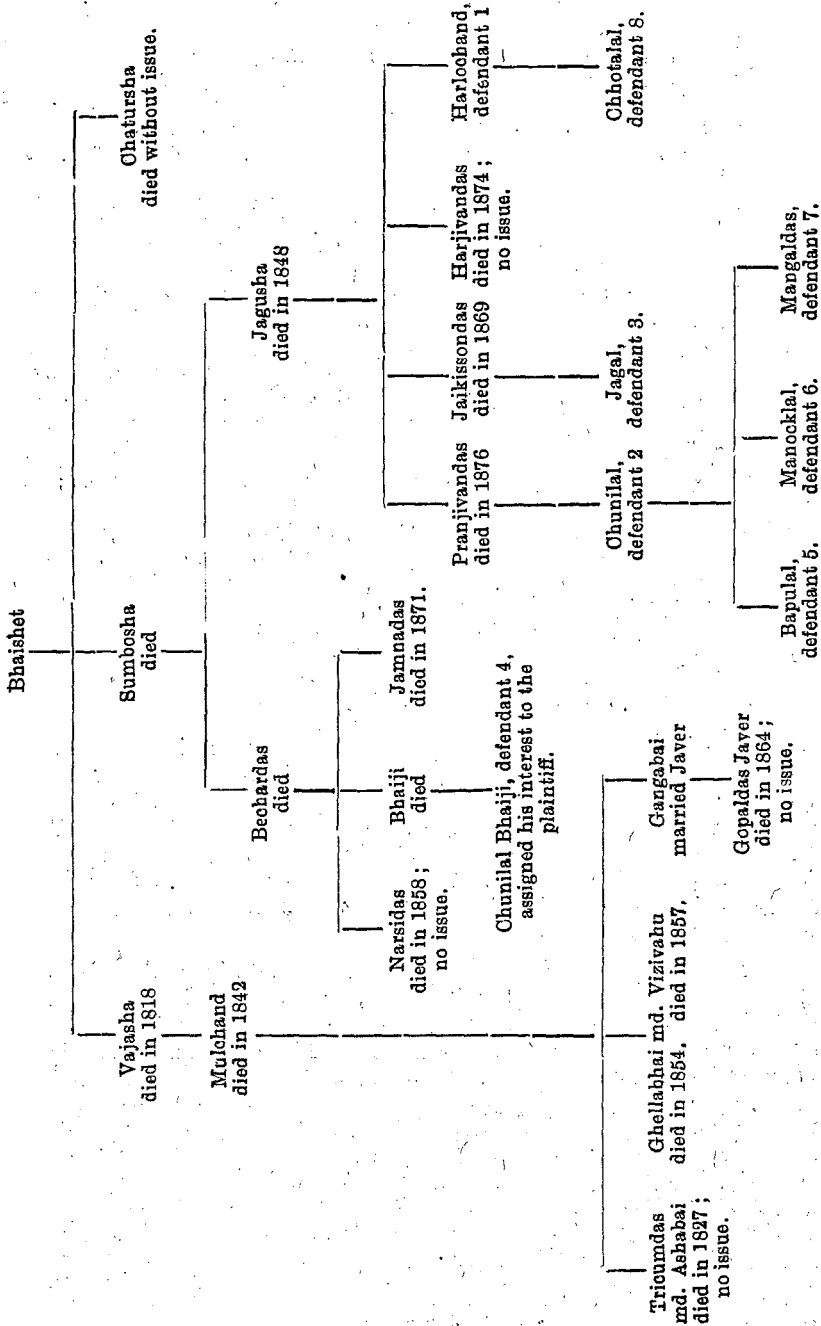 Bhaishet
Vajasha
died in 1818
Sumbosha
died
Chatursha
died without issue.
Mulchand
died in 1842
Bechardas
died
Jagusha
died in 1848
Narsidas
died in 1858;
no issue.
Bhaiji
died
Jamnadas
died in 1871.
Pranjivandas
died in 1876
Jaikissondas
died in 1869
Harjivandas
died in 1874;
no issue.
Harlochand,
defendant 1
Chunilal Bhaiji, defendant 4,
assigned his interest to the
plaintiff.
Chunilal,
defendant 2
Jagal,
defendant 3.
Chhotalal,
defendant 8.
Tricumdas
md. Ashabai
died in 1827;
no issue.
Ghellabhai md. Vizivahu
died in 1854. died in 1857.
Gangabai
married Javer
Bapulal,
defendant 5.
Manocklal,
defendant 6.
Mangaldas,
defendant 7.
Gopaldas Javer
died in 1864;
no issue.